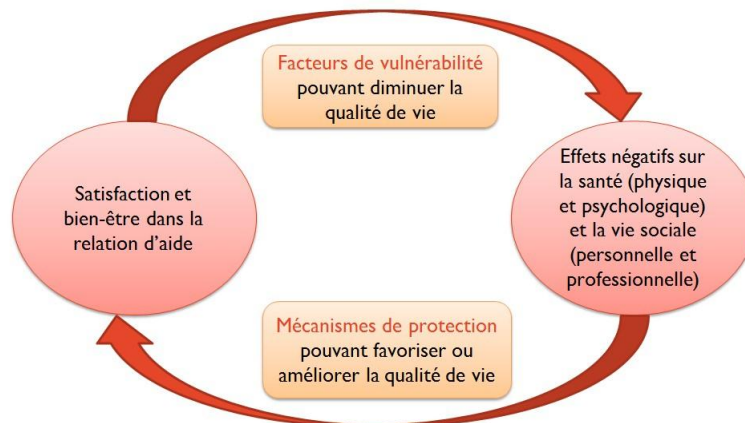 Facteurs de vulnérabilité
pouvant diminuer la
qualité de vie
Satisfaction et
bien-être dans la
relation d'aide
Effets négatifs sur
la santé (physique
et psychologique)
et la vie sociale
(personnelle et
professionnelle)
Mécanismes de protection
pouvant favoriser ou
améliorer la qualité de vie